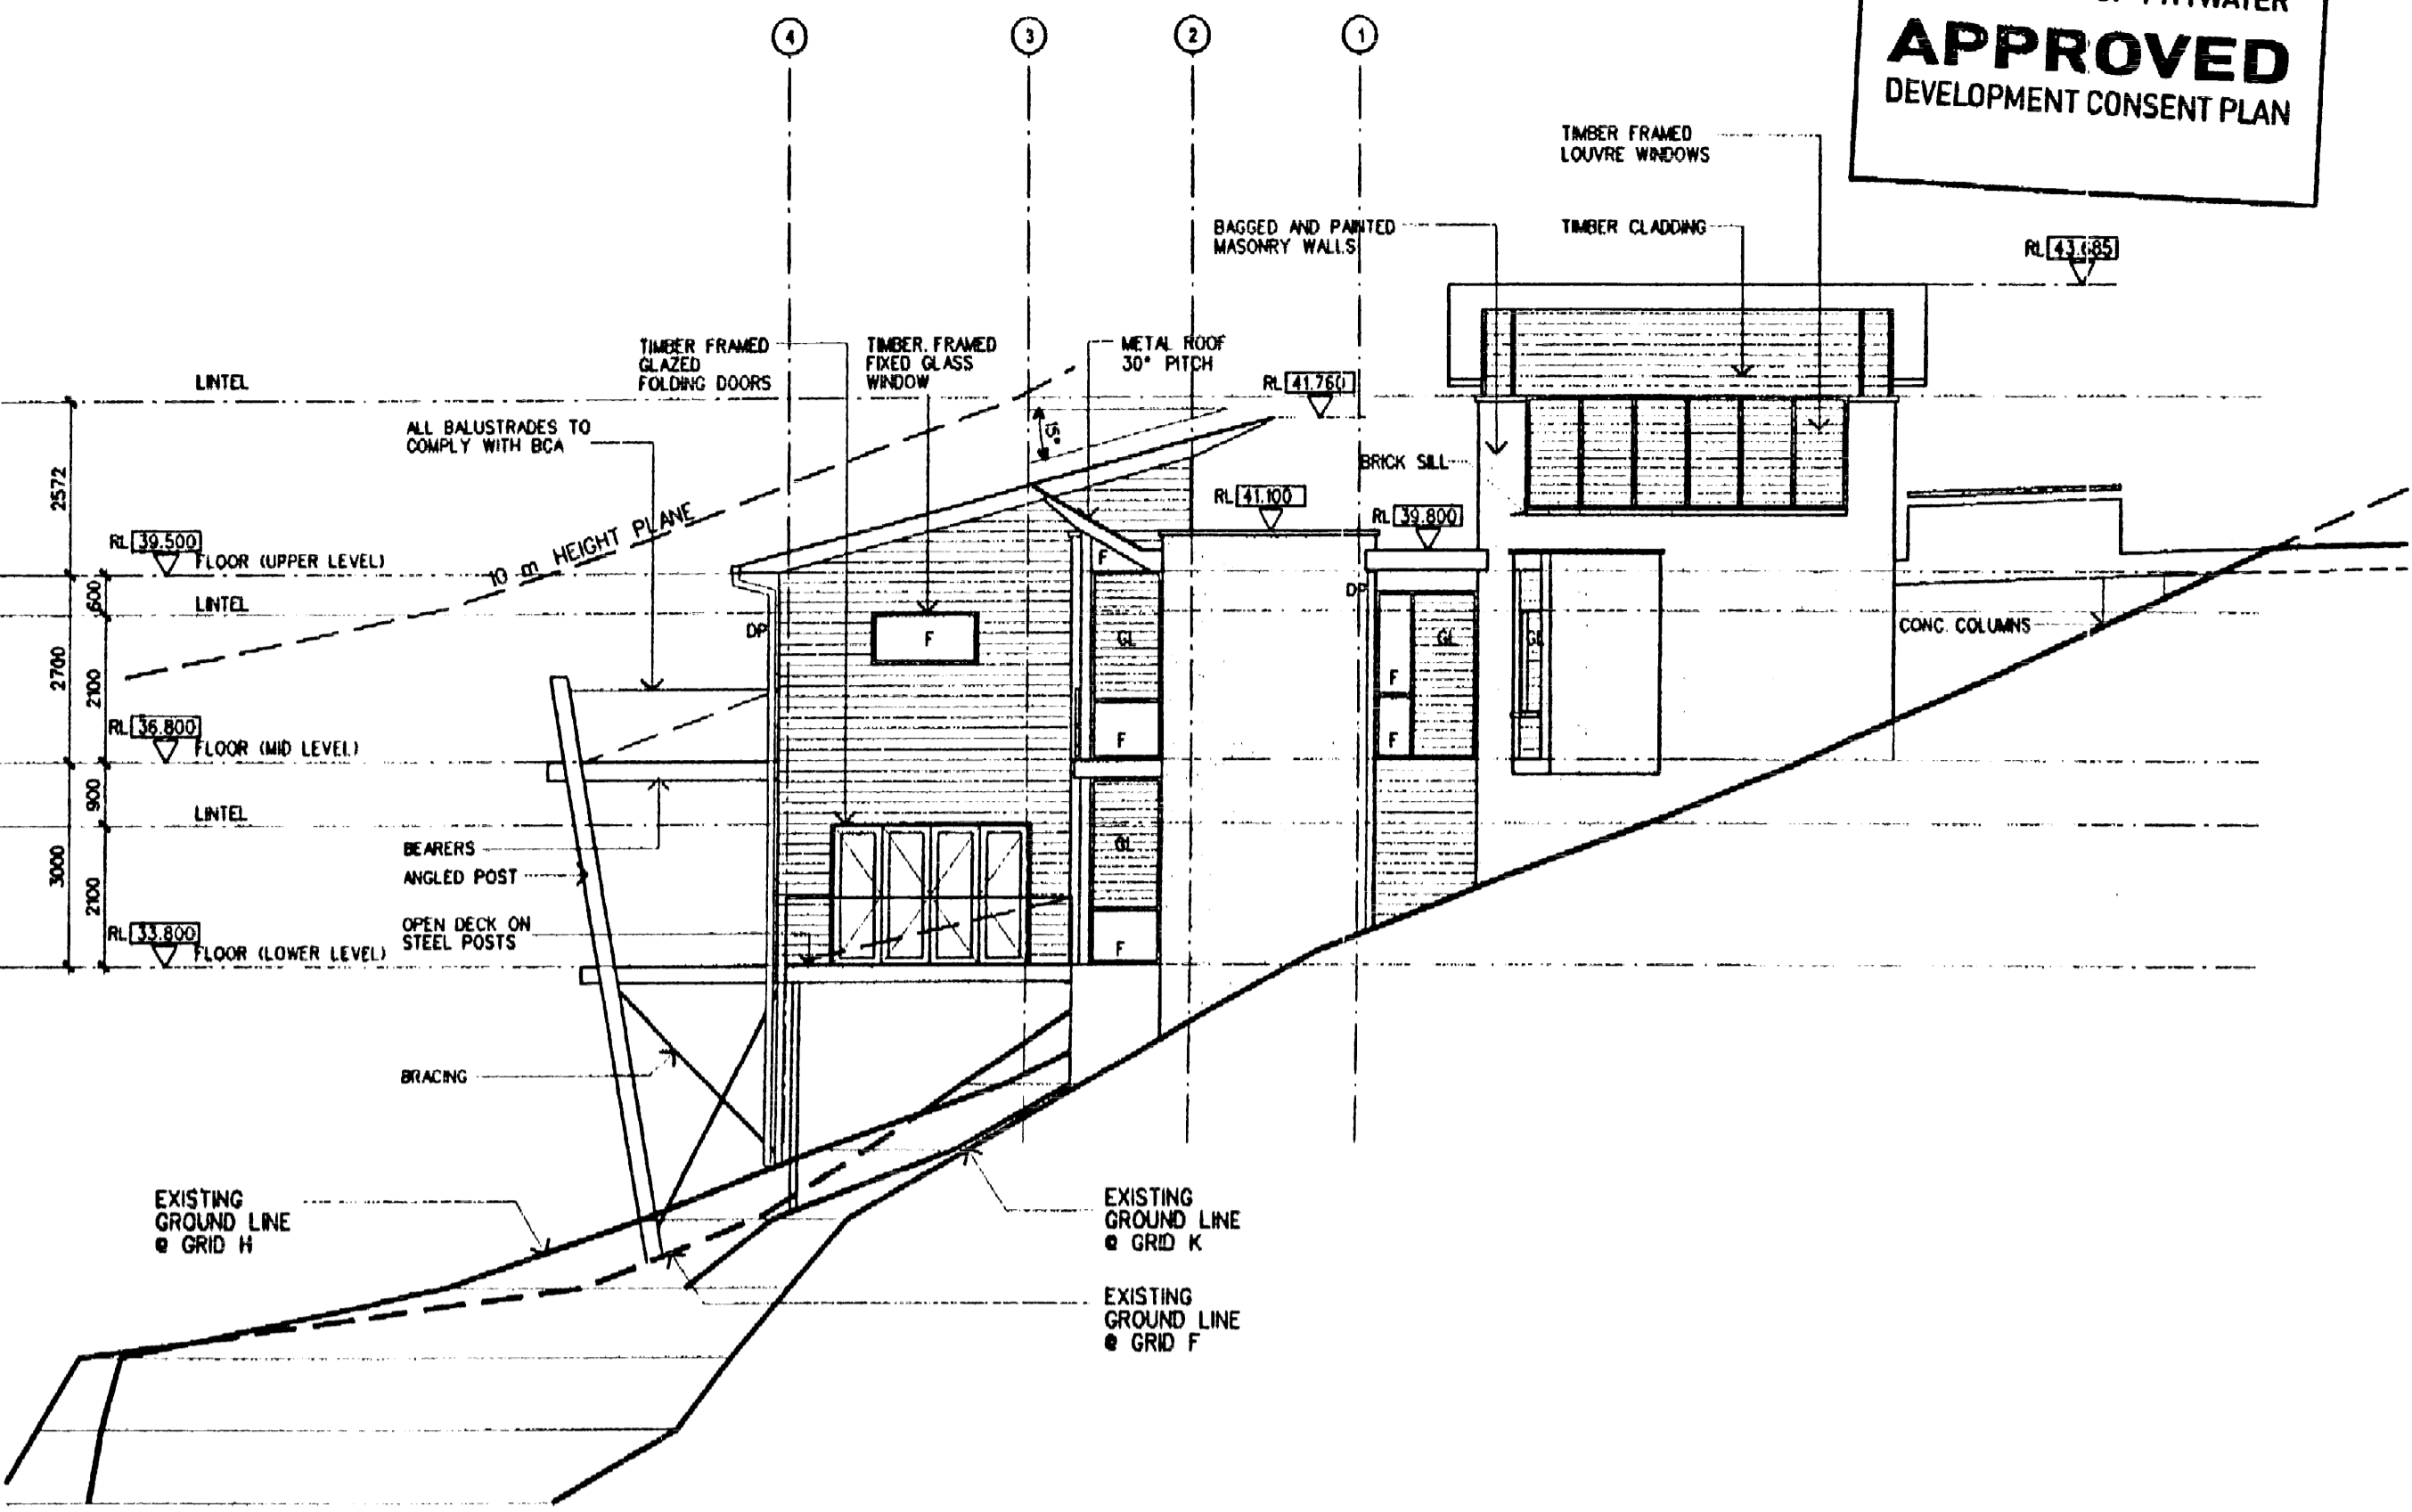 4
3
2
1
PITTWATER
APPROVED
DEVELOPMENT CONSENT PLAN
TIMBER FRAMED
LOUVRE WINDOWS
BAGGED AND PAINTED
MASONRY WALLS
TIMBER CLADDING
RL 43.685
TIMBER FRAMED
GLAZED
FOLDING DOORS
TIMBER. FRAMED
FIXED GLASS
WINDOW
METAL ROOF
30° PITCH
RL 41.760
LINTEL
ALL BALUSTRADES TO
COMPLY WITH BCA
BRICK SILL
2572
RL 41.100
RL 39.800
10 m HEIGHT PLANE
RL 39.500
FLOOR (UPPER LEVEL)
600
LINTEL
F
DP
DP
F
GL
GL
GL
CONC. COLUMNS
2700
2100
F
F
F
RL 36.800
FLOOR (MID LEVEL)
900
LINTEL
BEARERS
ANGLED POST
GL
3000
2100
OPEN DECK ON
STEEL POSTS
RL 33.800
FLOOR (LOWER LEVEL)
F
BRACING
EXISTING
GROUND LINE
@ GRID H
EXISTING
GROUND LINE
@ GRID K
EXISTING
GROUND LINE
@ GRID F